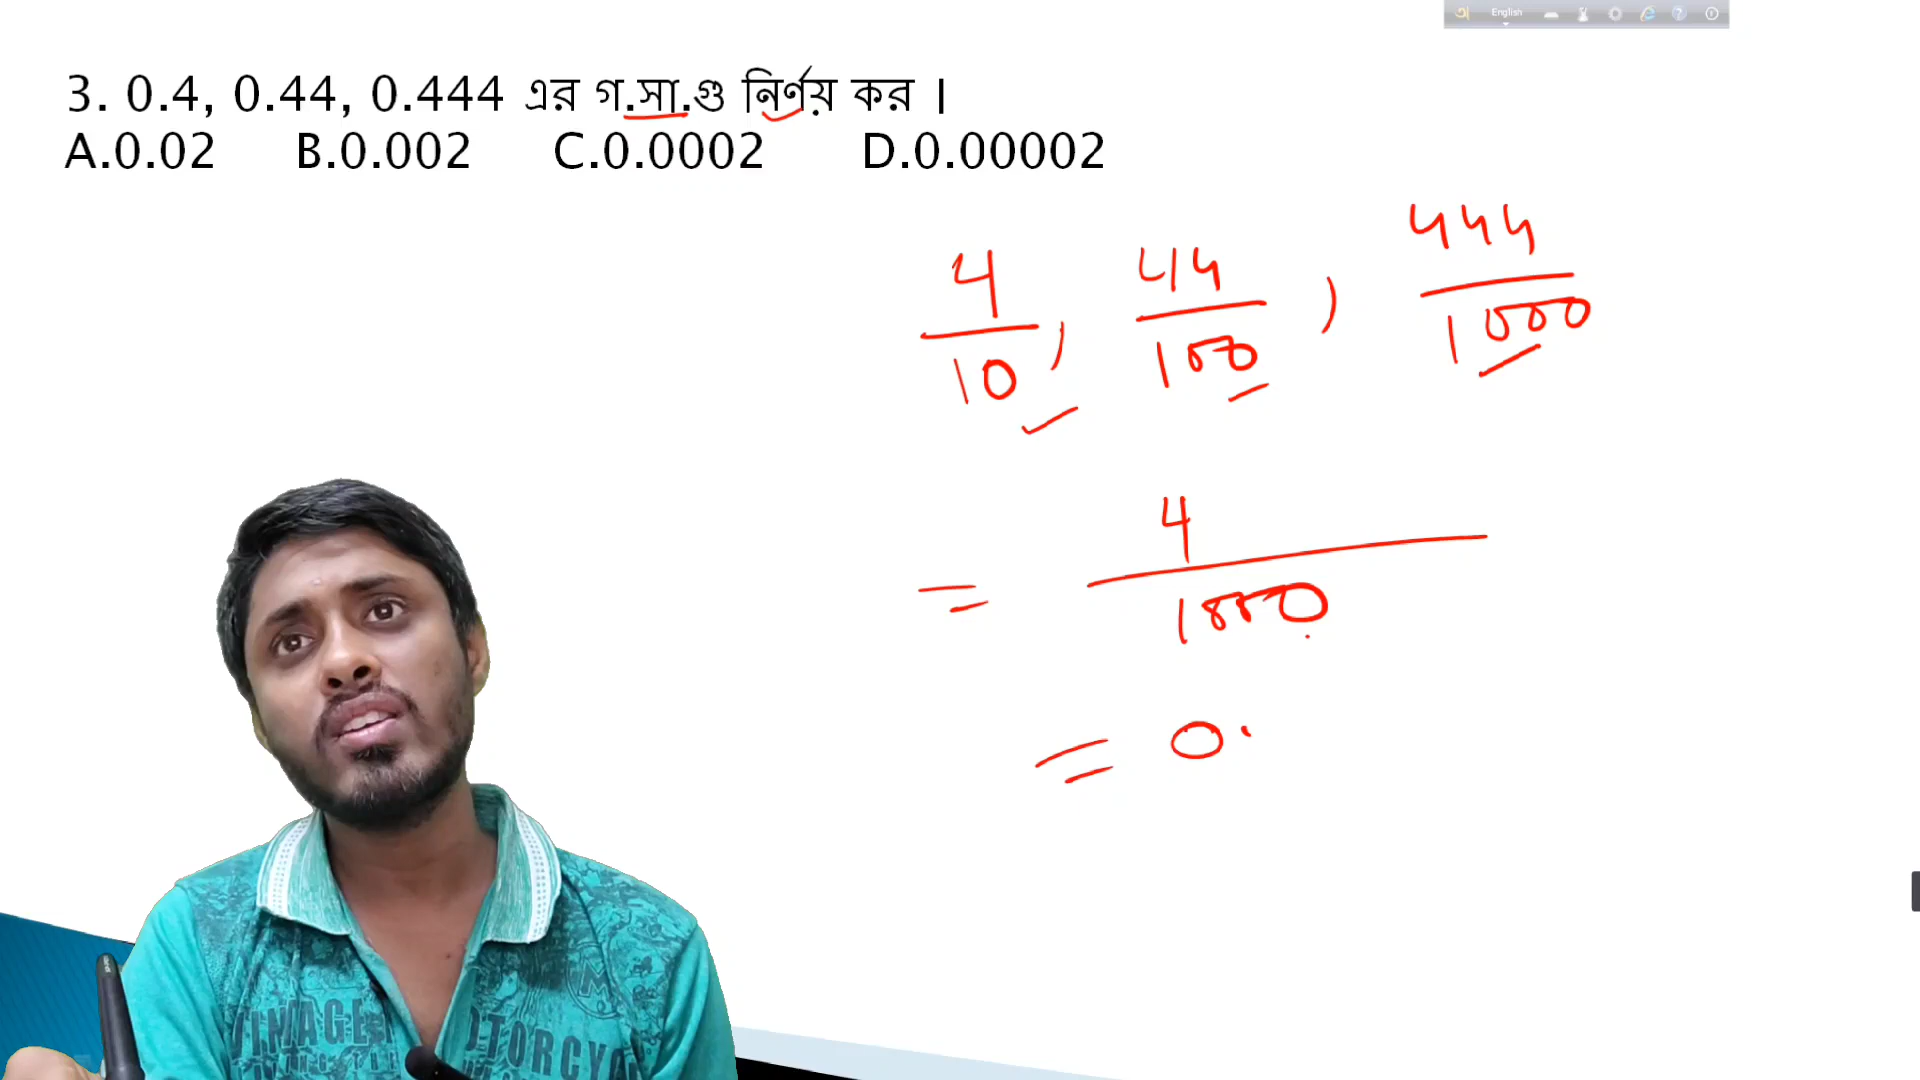 English
3. 0.4, 0.44, 0.444 এর গ.সা.গু নির্ণয় কর ।
A.0.02 B.0.002 C.0.0002 D.0.00002
4/10, 44/100, 444/1000
= 4/1000
= 0.